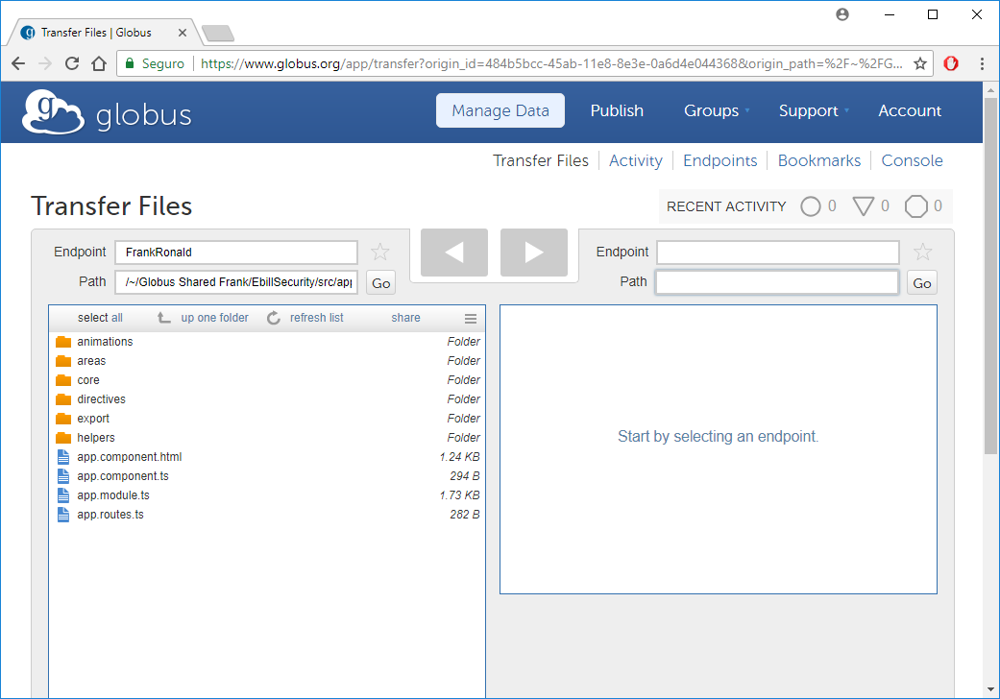 Transfer Files | Globus
Seguro https://www.globus.org/app/transfer?origin_id=484b5bcc-45ab-11e8-8e3e-0a6d4e044368&origin_path=%2F~%2FG...
g globus Manage Data Publish Groups Support Account
Transfer Files Activity Endpoints Bookmarks Console
Transfer Files RECENT ACTIVITY 0 0 0
Endpoint FrankRonald Endpoint
Path /~/Globus Shared Frank/EbillSecurity/src/app Go Path Go
select all up one folder refresh list share
animations Folder
areas Folder
core Folder
directives Folder
export Folder
helpers Folder
app.component.html 1.24 KB
app.component.ts 294 B
app.module.ts 1.73 KB
app.routes.ts 282 B
Start by selecting an endpoint.